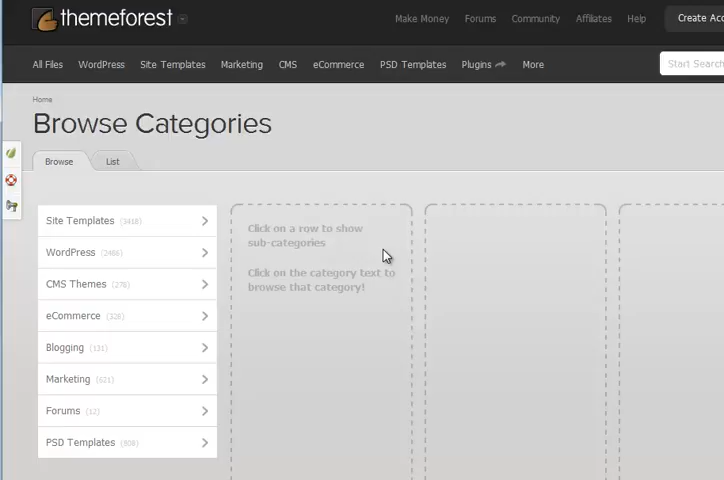 themeforest
Make Money Forums Community Affiliates Help Create Acc
All Files WordPress Site Templates Marketing CMS eCommerce PSD Templates Plugins More
Start Search
Home
Browse Categories
Browse List
Site Templates (3418)
WordPress (2466)
CMS Themes (276)
eCommerce (326)
Blogging (131)
Marketing (621)
Forums (12)
PSD Templates
Click on a row to show
sub-categories
Click on the category text to
browse that category!